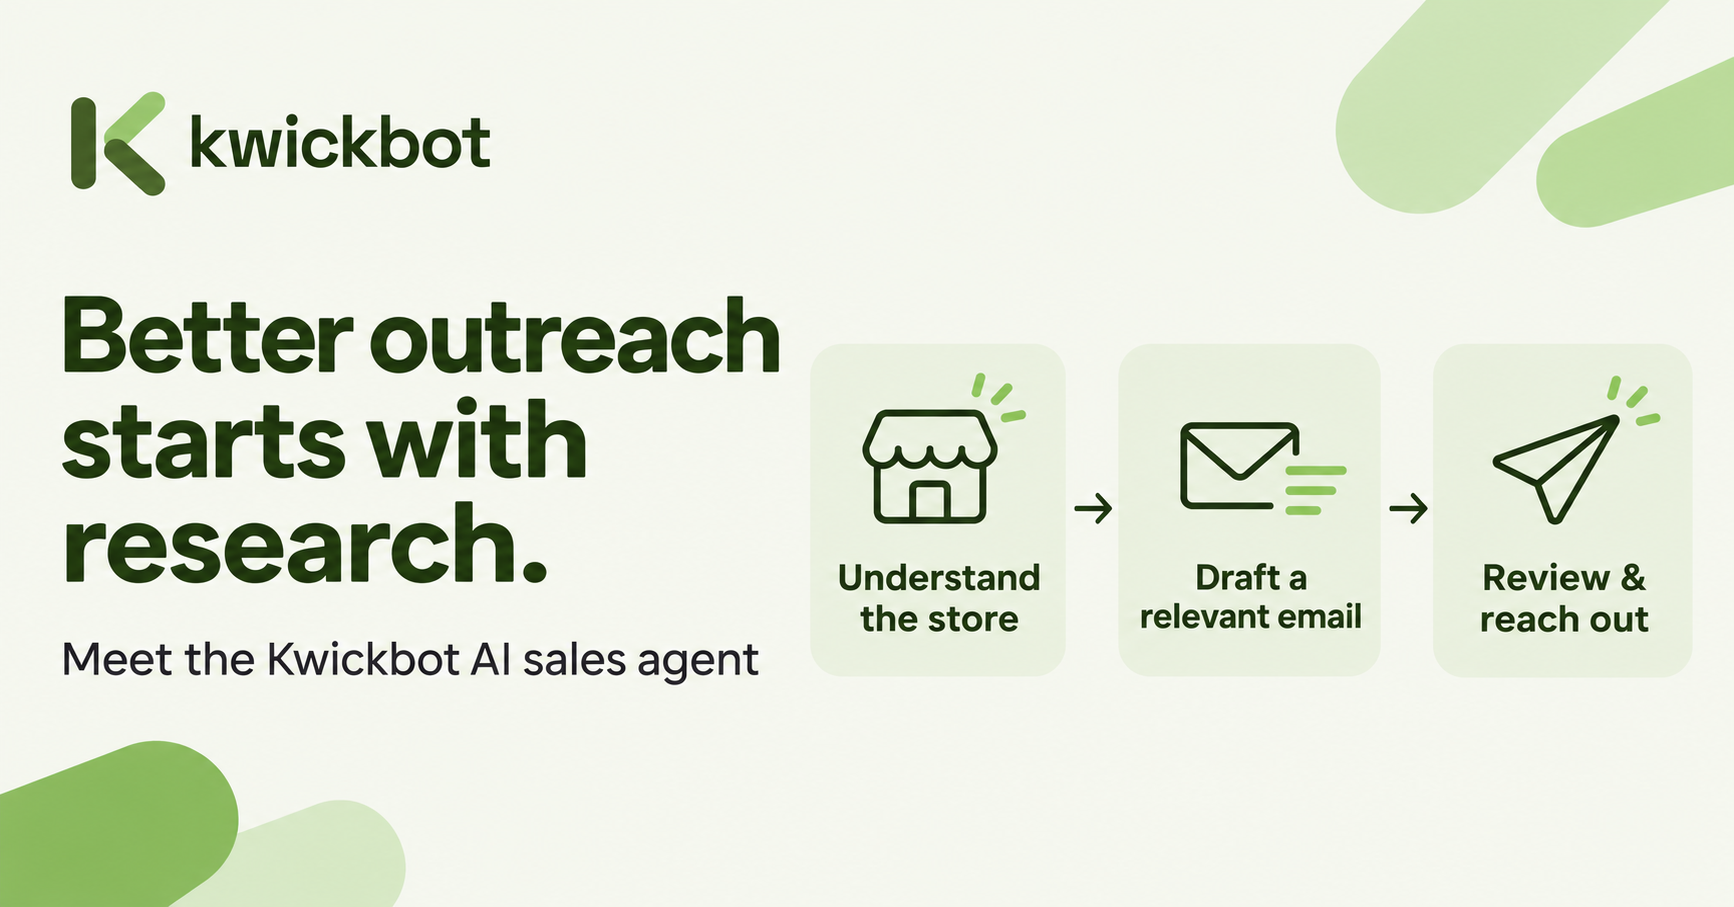 kwickbot
Better outreach
starts with
research.
Meet the Kwickbot AI sales agent
Understand
the store
Draft a
relevant email
Review &
reach out